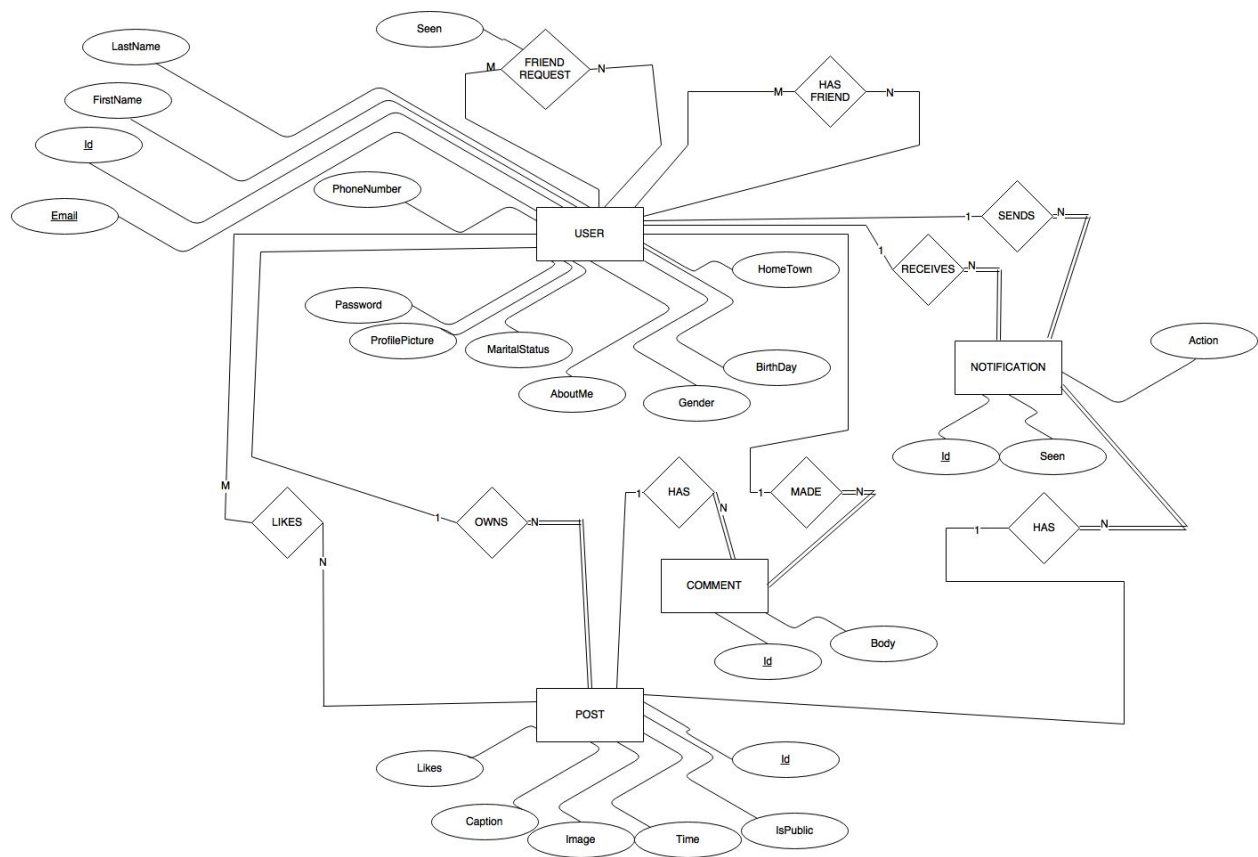 Seen
LastName
FRIEND
REQUEST
M
N
HAS
FRIEND
M
N
FirstName
Id
PhoneNumber
Email
USER
SENDS
1
N
RECEIVES
1
N
HomeTown
Password
ProfilePicture
MaritalStatus
AboutMe
Gender
BirthDay
NOTIFICATION
Action
Id
Seen
M
LIKES
N
1
OWNS
N
1
HAS
N
1
MADE
N
1
HAS
N
COMMENT
Body
Id
POST
Likes
Caption
Image
Time
IsPublic
Id